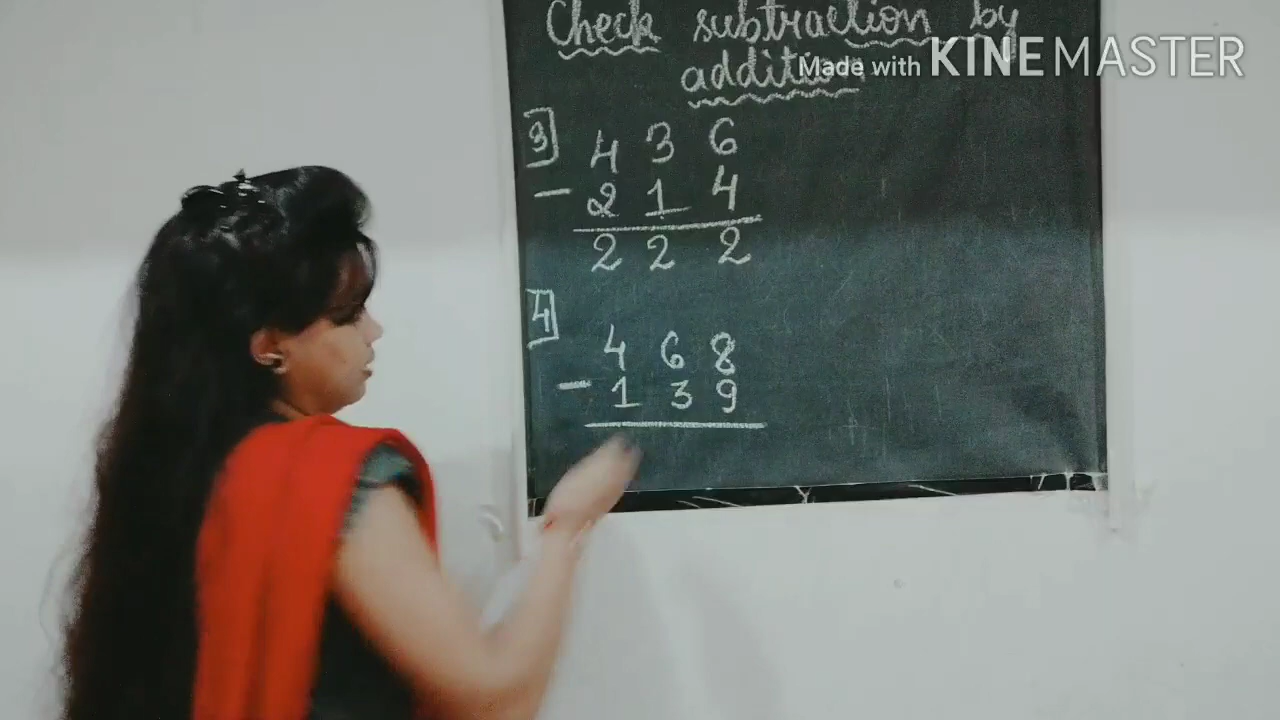 Check subtraction by
addition
Made with KINEMASTER
3]
4 3 6
- 2 1 4
2 2 2
4]
4 6 8
- 1 3 9